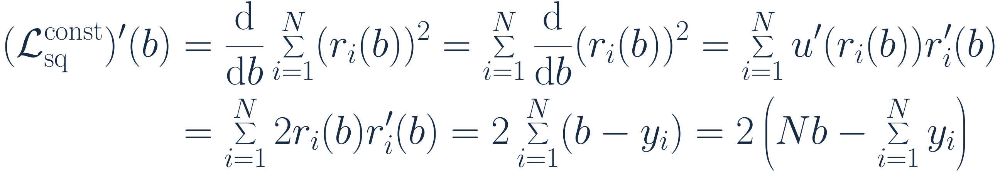 $(\mathcal{L}_{\text{sq}}^{\text{const}})'(b) = \frac{\mathrm{d}}{\mathrm{d}b} \sum_{i=1}^{N} (r_i(b))^2 = \sum_{i=1}^{N} \frac{\mathrm{d}}{\mathrm{d}b} (r_i(b))^2 = \sum_{i=1}^{N} u'(r_i(b)) r_i'(b)$
$= \sum_{i=1}^{N} 2 r_i(b) r_i'(b) = 2 \sum_{i=1}^{N} (b - y_i) = 2 \left( Nb - \sum_{i=1}^{N} y_i \right)$